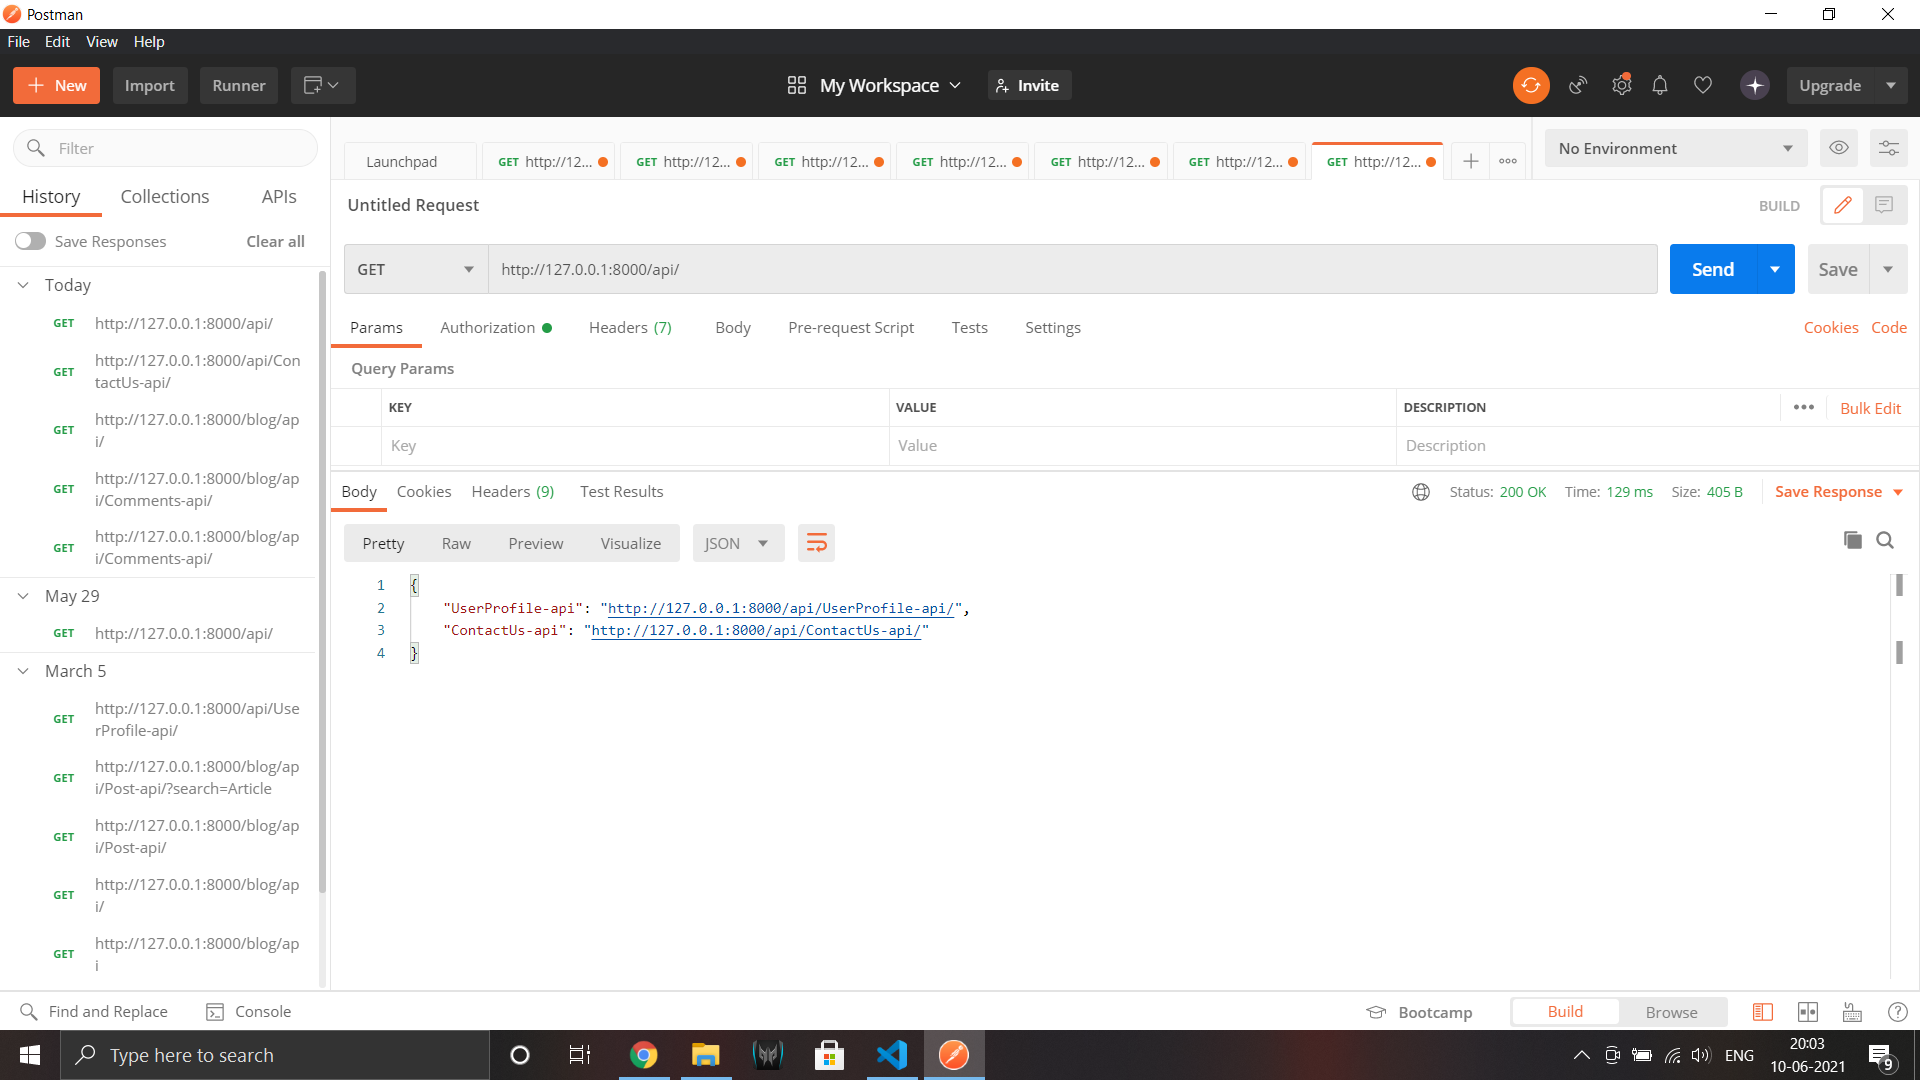 Postman
File Edit View Help
New Import Runner My Workspace Invite Upgrade
Filter
History Collections APIs
Save Responses Clear all
Today
GET http://127.0.0.1:8000/api/
GET http://127.0.0.1:8000/api/Con
tactUs-api/
GET http://127.0.0.1:8000/blog/ap
i/
GET http://127.0.0.1:8000/blog/ap
i/Comments-api/
GET http://127.0.0.1:8000/blog/ap
i/Comments-api/
May 29
GET http://127.0.0.1:8000/api/
March 5
GET http://127.0.0.1:8000/api/Use
rProfile-api/
GET http://127.0.0.1:8000/blog/ap
i/Post-api/?search=Article
GET http://127.0.0.1:8000/blog/ap
i/Post-api/
GET http://127.0.0.1:8000/blog/ap
i/
GET http://127.0.0.1:8000/blog/ap
i
Launchpad GET http://12... GET http://12... GET http://12... GET http://12... GET http://12... GET http://12... GET http://12... No Environment
Untitled Request BUILD
GET http://127.0.0.1:8000/api/ Send Save
Params Authorization Headers (7) Body Pre-request Script Tests Settings Cookies Code
Query Params
KEY VALUE DESCRIPTION Bulk Edit
Key Value Description
Body Cookies Headers (9) Test Results Status: 200 OK Time: 129 ms Size: 405 B Save Response
Pretty Raw Preview Visualize JSON
1 {
2 "UserProfile-api": "http://127.0.0.1:8000/api/UserProfile-api/",
3 "ContactUs-api": "http://127.0.0.1:8000/api/ContactUs-api/"
4 }
Find and Replace Console Bootcamp Build Browse
Type here to search ENG 20:03
10-06-2021 9